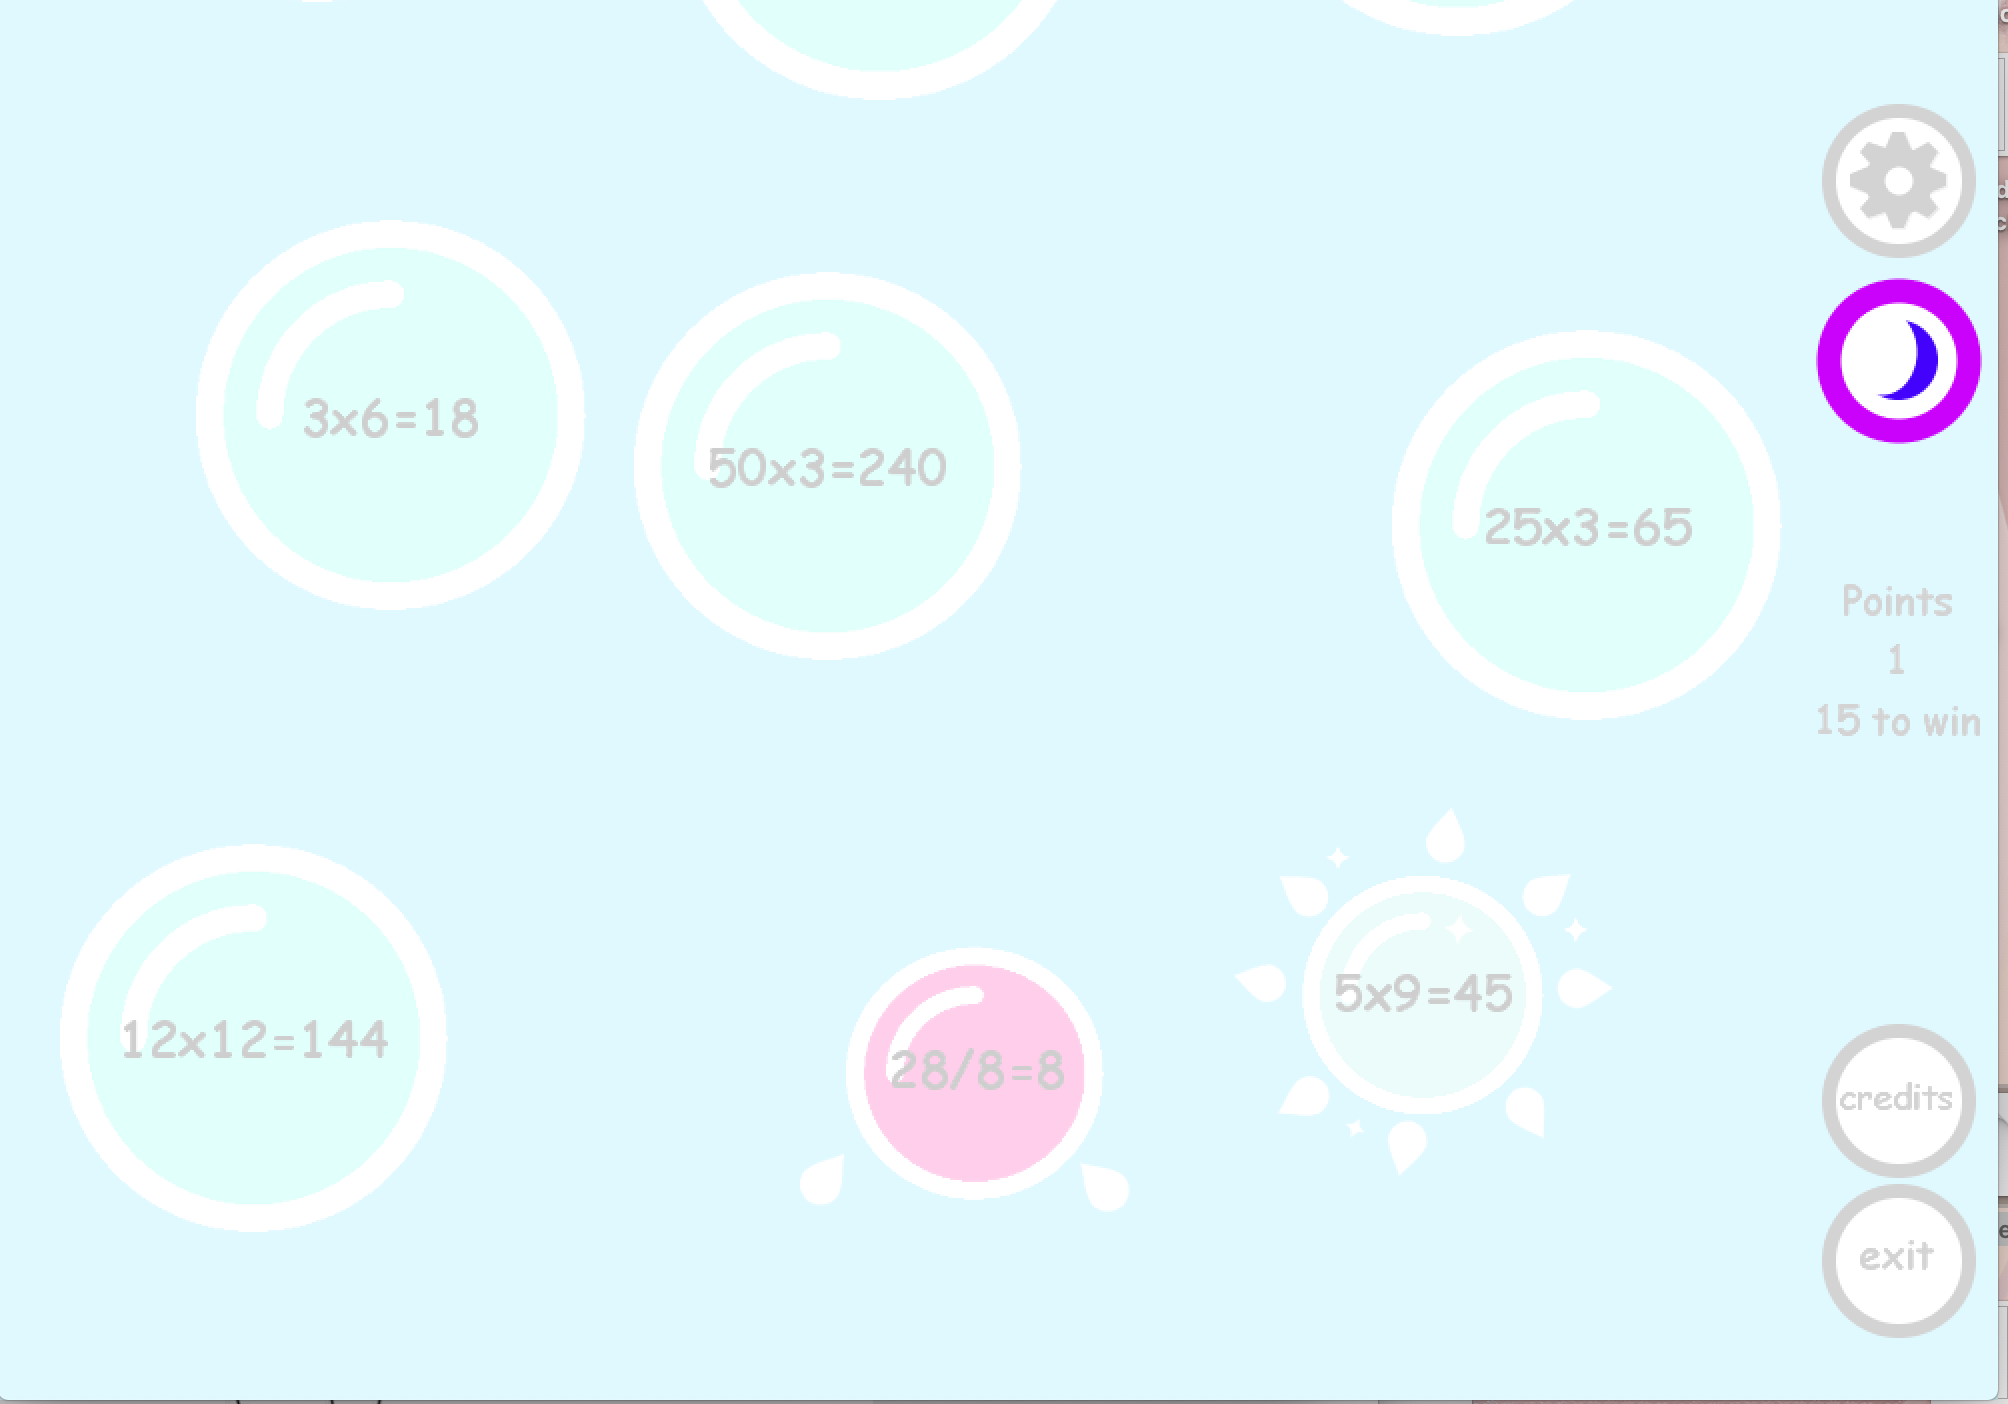 3x6=18
50x3=240
25x3=65
Points
1
15 to win
12x12=144
28/8=8
5x9=45
credits
exit